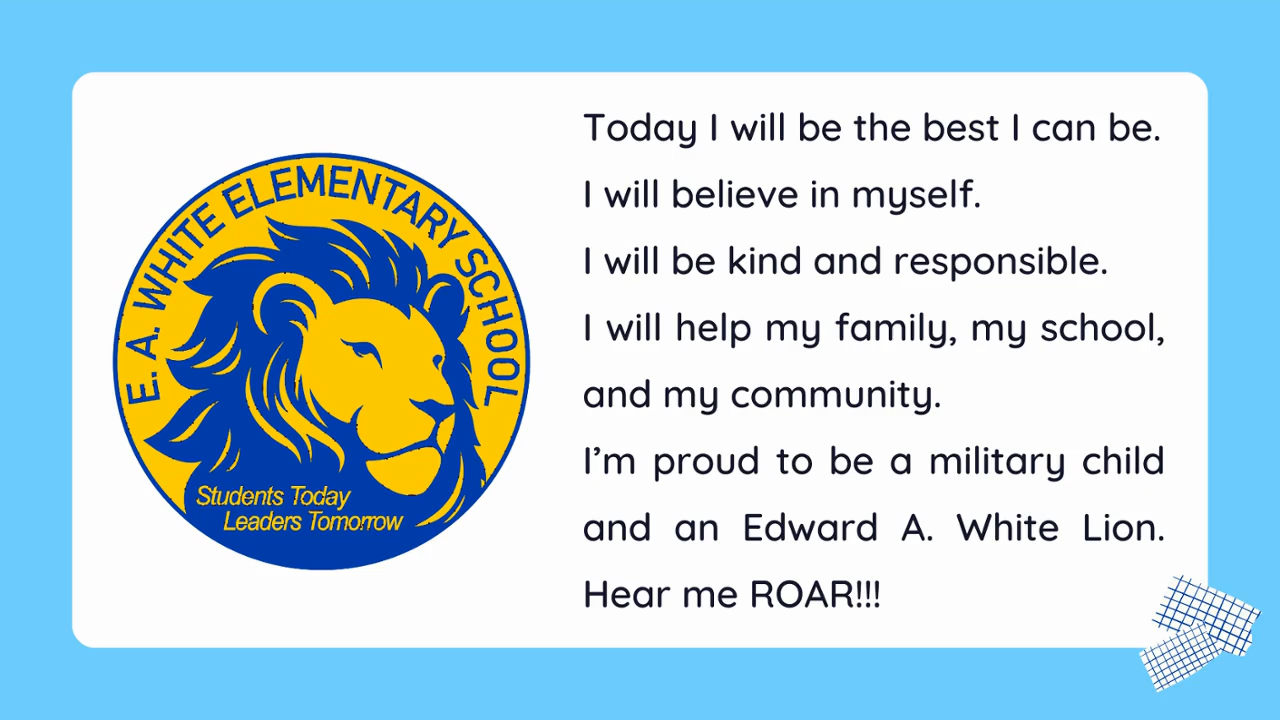 E. A. WHITE ELEMENTARY SCHOOL
Students Today
Leaders Tomorrow
Today I will be the best I can be.
I will believe in myself.
I will be kind and responsible.
I will help my family, my school,
and my community.
I’m proud to be a military child
and an Edward A. White Lion.
Hear me ROAR!!!